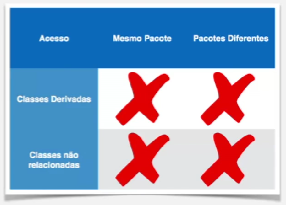 Acesso Mesmo Pacote Pacotes Diferentes
Classes Derivadas
Classes não
relacionadas